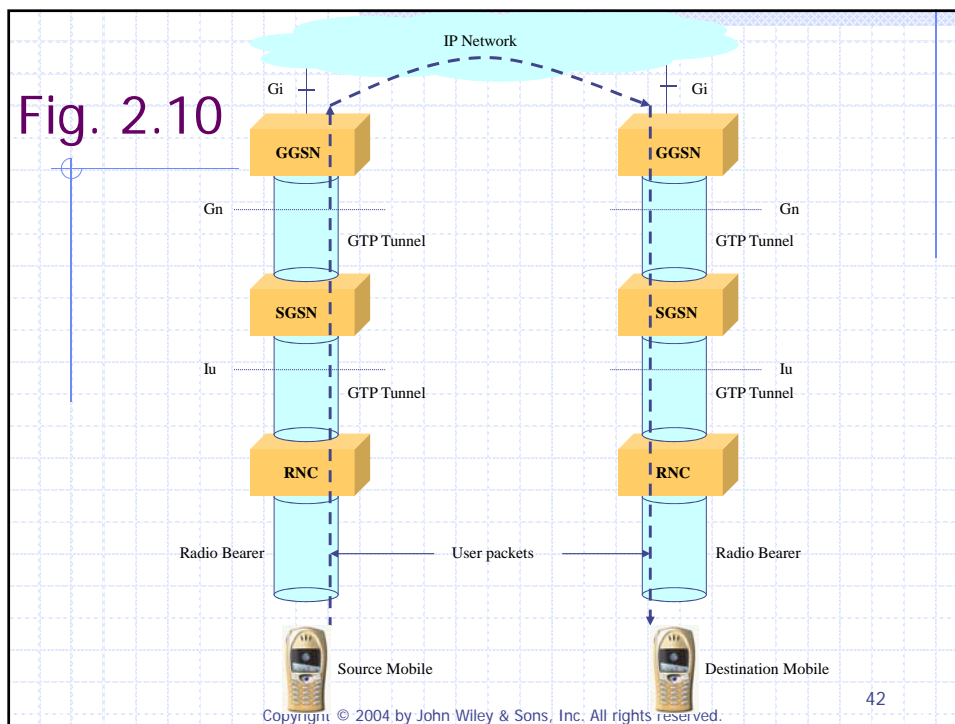 IP Network
Gi Gi
Fig. 2.10
GGSN GGSN
Gn Gn
GTP Tunnel GTP Tunnel
SGSN SGSN
Iu Iu
GTP Tunnel GTP Tunnel
RNC RNC
Radio Bearer User packets Radio Bearer
Source Mobile Destination Mobile
42
Copyright © 2004 by John Wiley & Sons, Inc. All rights reserved.